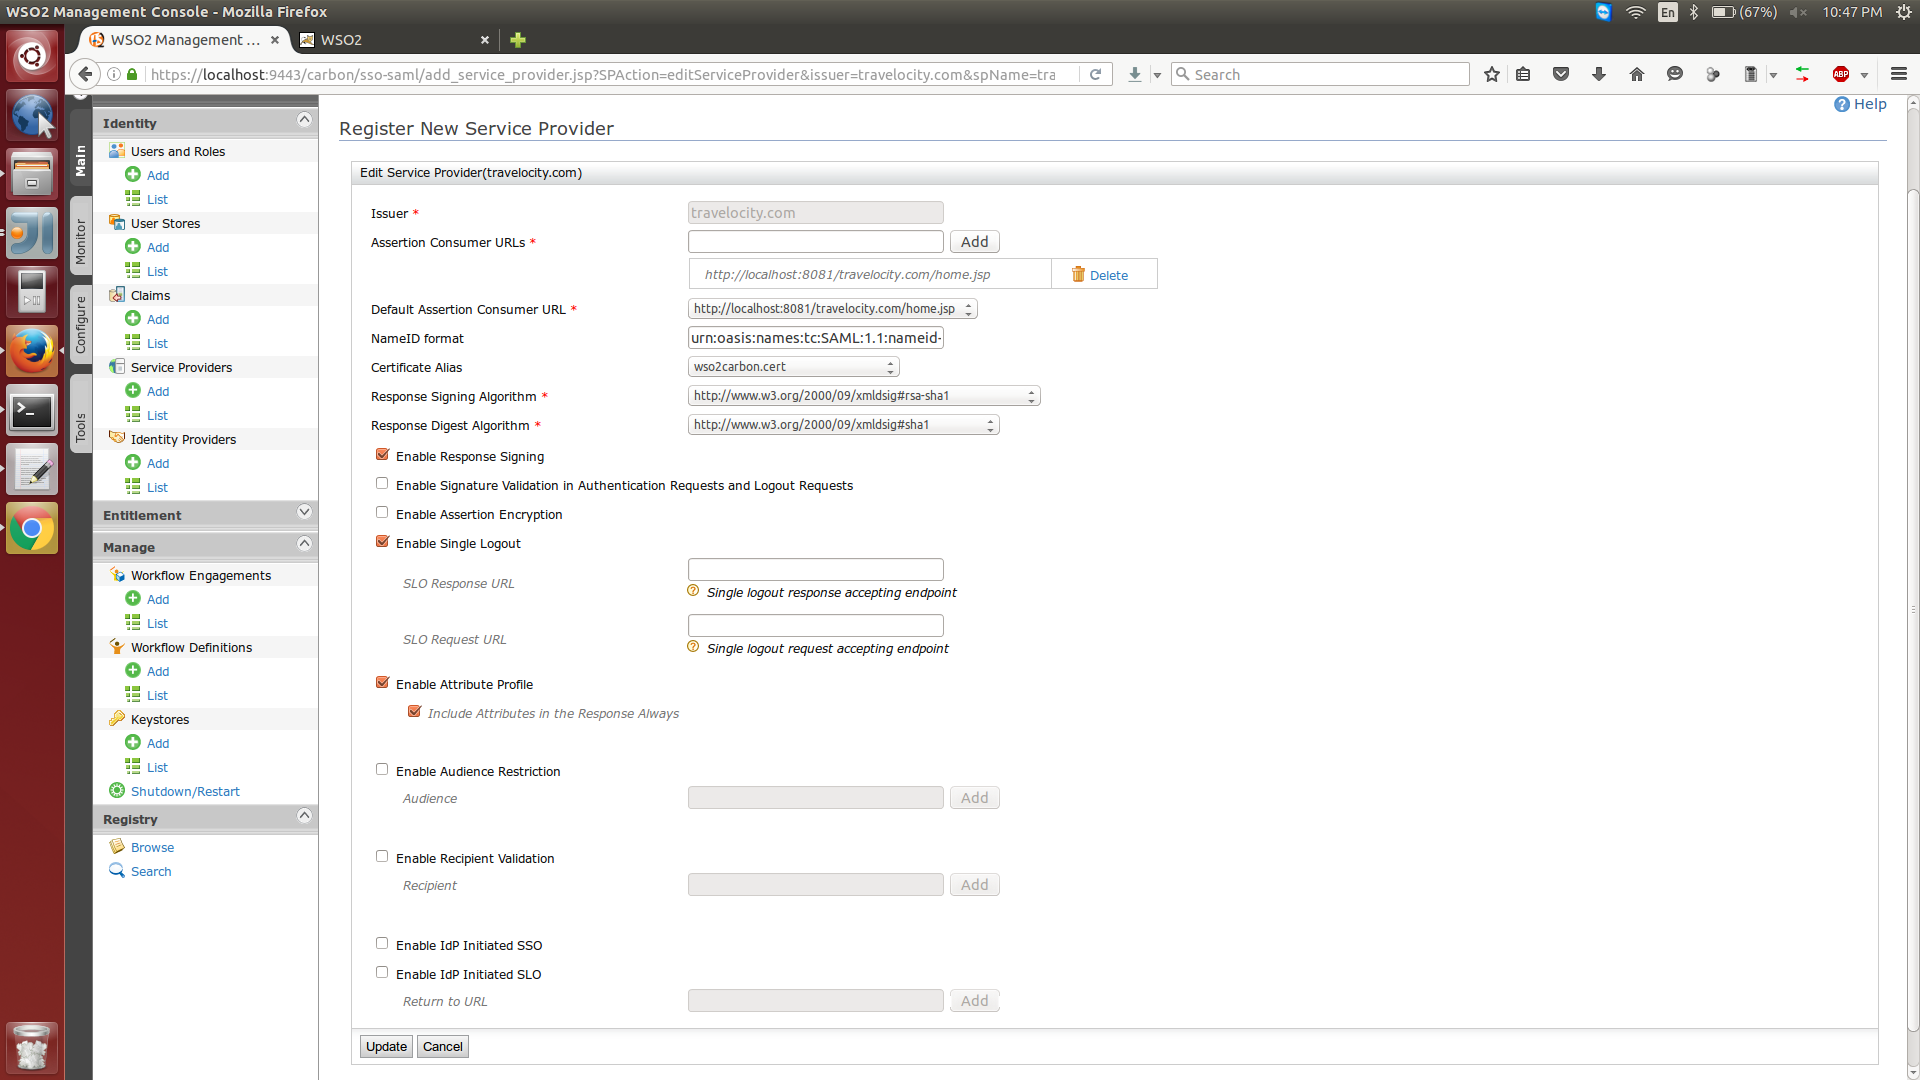 WSO2 Management Console - Mozilla Firefox
En
(67%)
10:47 PM
WSO2 Management ...
WSO2
https://localhost:9443/carbon/sso-saml/add_service_provider.jsp?SPAction=editServiceProvider&issuer=travelocity.com&spName=tra
Search
ABP
Main
Monitor
Configure
Tools
Identity
Users and Roles
Add
List
User Stores
Add
List
Claims
Add
List
Service Providers
Add
List
Identity Providers
Add
List
Entitlement
Manage
Workflow Engagements
Add
List
Workflow Definitions
Add
List
Keystores
Add
List
Shutdown/Restart
Registry
Browse
Search
Help
Register New Service Provider
Edit Service Provider(travelocity.com)
Issuer * travelocity.com
Assertion Consumer URLs * Add
http://localhost:8081/travelocity.com/home.jsp Delete
Default Assertion Consumer URL * http://localhost:8081/travelocity.com/home.jsp
NameID format urn:oasis:names:tc:SAML:1.1:nameid-
Certificate Alias wso2carbon.cert
Response Signing Algorithm * http://www.w3.org/2000/09/xmldsig#rsa-sha1
Response Digest Algorithm * http://www.w3.org/2000/09/xmldsig#sha1
Enable Response Signing
Enable Signature Validation in Authentication Requests and Logout Requests
Enable Assertion Encryption
Enable Single Logout
SLO Response URL
Single logout response accepting endpoint
SLO Request URL
Single logout request accepting endpoint
Enable Attribute Profile
Include Attributes in the Response Always
Enable Audience Restriction
Audience Add
Enable Recipient Validation
Recipient Add
Enable IdP Initiated SSO
Enable IdP Initiated SLO
Return to URL Add
Update Cancel